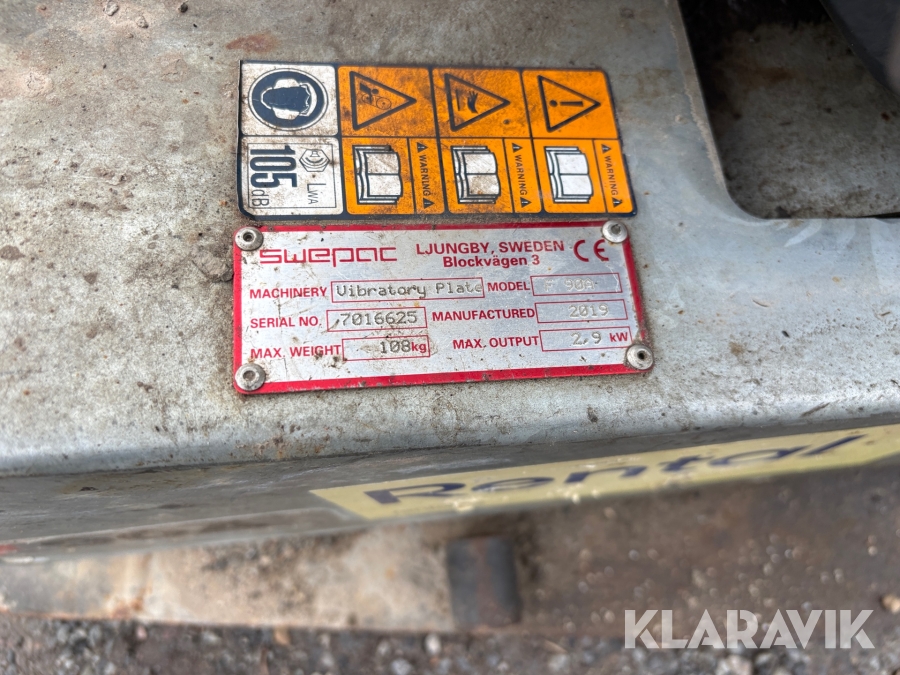 105 dB LWA
WARNING WARNING WARNING
swepac LJUNGBY, SWEDEN CE
Blockvägen 3
MACHINERY Vibratory Plate MODEL
SERIAL NO. 7016625 MANUFACTURED 2019
MAX. WEIGHT 108kg MAX. OUTPUT 2,9 kW
Rental
KLARAVIK